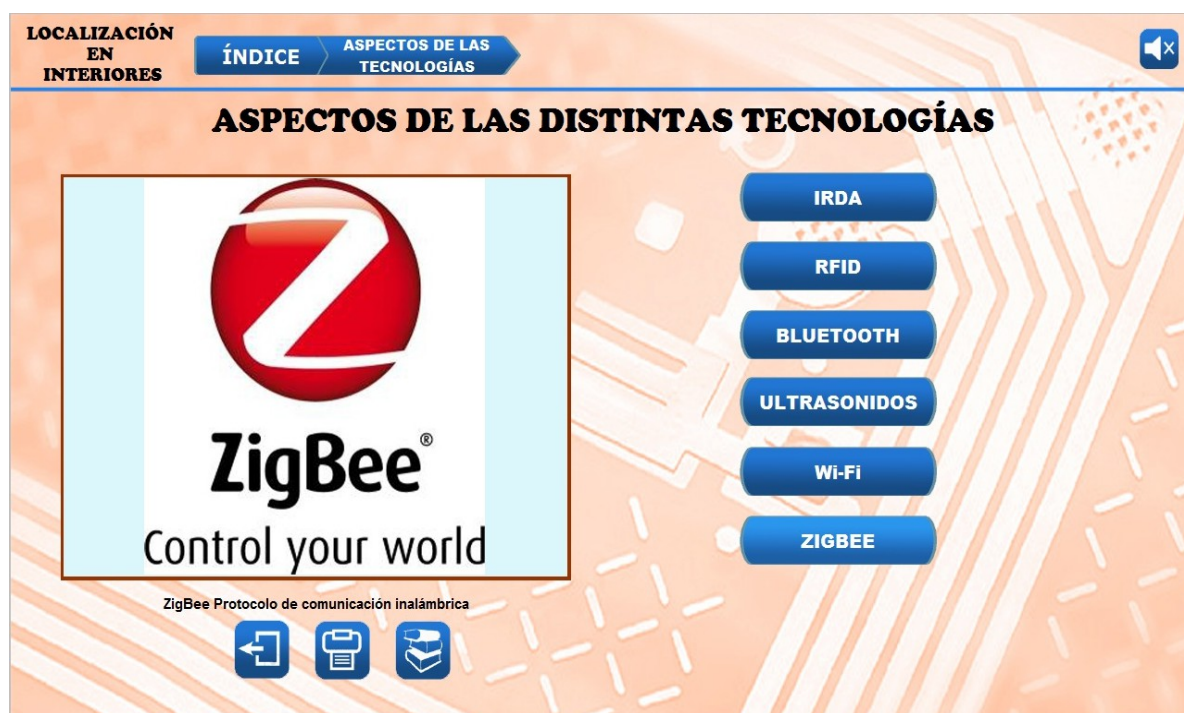 LOCALIZACIÓN
EN
INTERIORES
ÍNDICE
ASPECTOS DE LAS
TECNOLOGÍAS
ASPECTOS DE LAS DISTINTAS TECNOLOGÍAS
ZigBee®
Control your world
ZigBee Protocolo de comunicación inalámbrica
IRDA
RFID
BLUETOOTH
ULTRASONIDOS
Wi-Fi
ZIGBEE